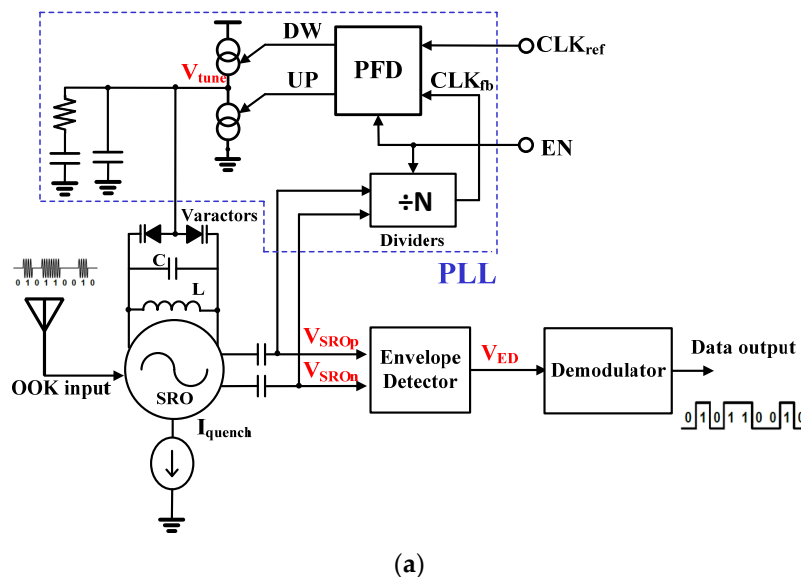 DW
PFD
CLKref
Vtune
UP
CLKfb
EN
÷N
Varactors
Dividers
C
PLL
0 1 0 1 1 0 0 1 0
L
VSROp
Envelope
Detector
VED
Demodulator
Data output
OOK input
SRO
VSROn
Iquench
0 1 0 1 1 0 0 1 0
(a)